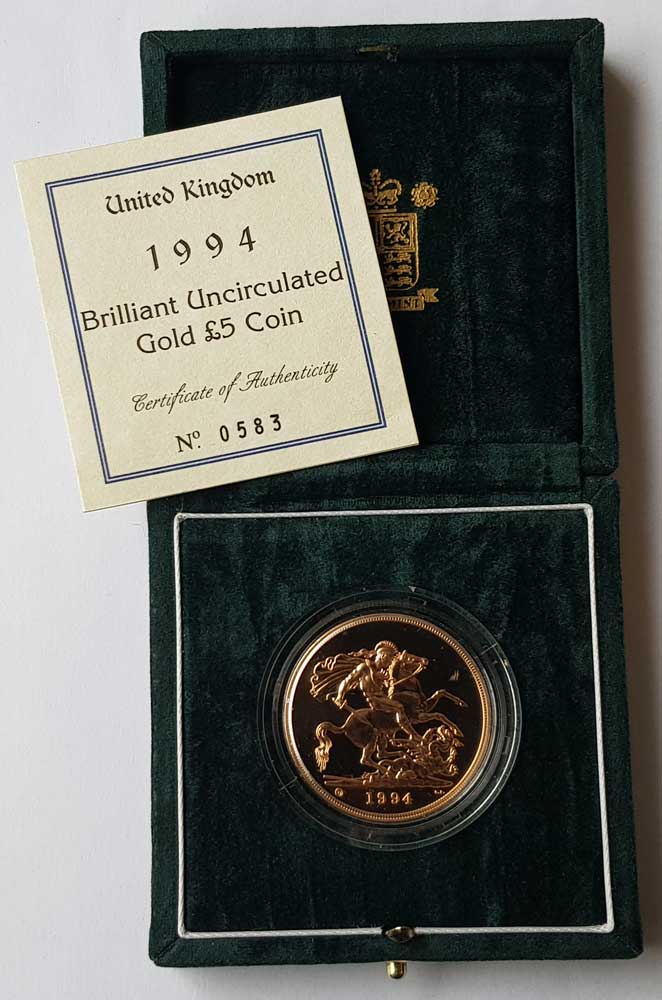 United Kingdom
1994
Brilliant Uncirculated
Gold £5 Coin
Certificate of Authenticity
Nº. 0583
1994